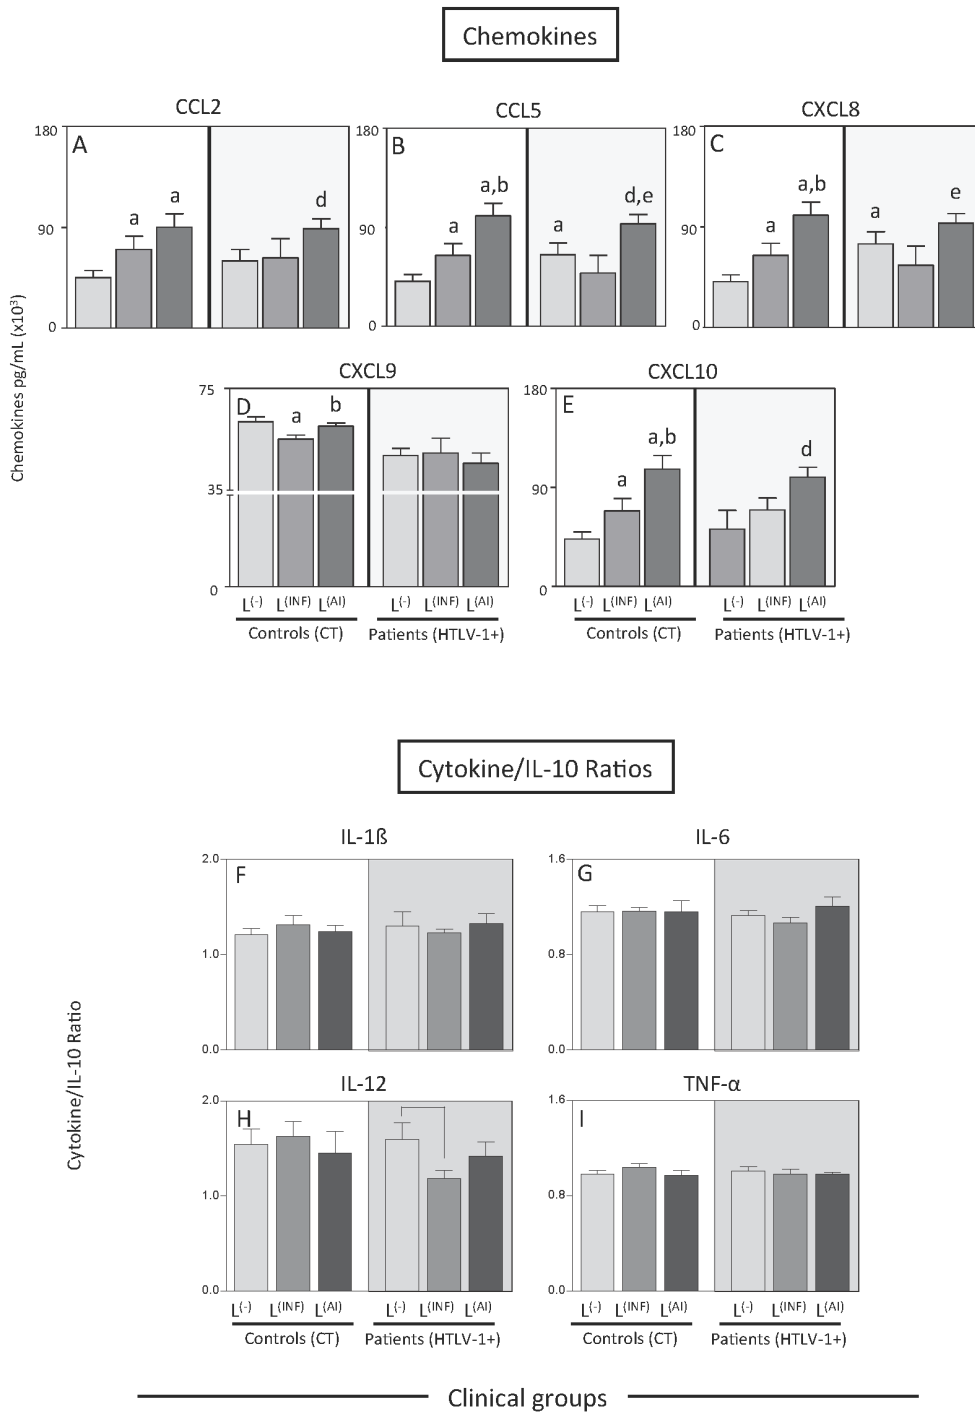 Chemokines
CCL2
CCL5
CXCL8
180
A
a
a
d
90
0
180
B
a
a,b
a
d,e
90
0
180
C
a
a,b
a
e
90
0
Chemokines pg/mL (x10³)
CXCL9
CXCL10
75
D
a
b
35
0
180
E
a
a,b
d
90
0
L(-) L(INF) L(AI) L(-) L(INF) L(AI)
Controls (CT) Patients (HTLV-1+)
L(-) L(INF) L(AI) L(-) L(INF) L(AI)
Controls (CT) Patients (HTLV-1+)
Cytokine/IL-10 Ratios
IL-1ß
IL-6
2.0
F
1.0
0.0
1.6
G
0.8
0.0
Cytokine/IL-10 Ratio
IL-12
TNF-α
2.0
H
1.0
0.0
1.6
I
0.8
0.0
L(-) L(INF) L(AI) L(-) L(INF) L(AI)
Controls (CT) Patients (HTLV-1+)
L(-) L(INF) L(AI) L(-) L(INF) L(AI)
Controls (CT) Patients (HTLV-1+)
Clinical groups